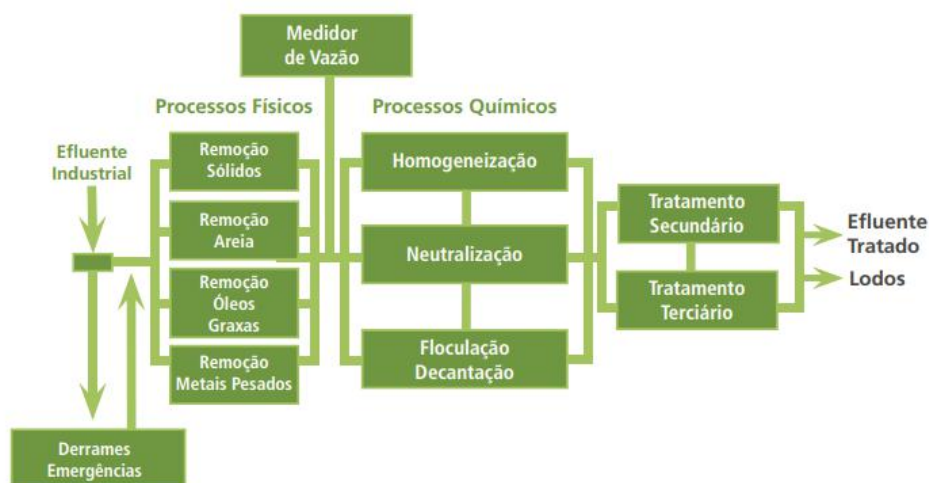 Medidor
de Vazão
Processos Físicos
Processos Químicos
Efluente
Industrial
Remoção
Sólidos
Remoção
Areia
Remoção
Óleos
Graxas
Remoção
Metais Pesados
Homogeneização
Neutralização
Floculação
Decantação
Tratamento
Secundário
Tratamento
Terciário
Efluente
Tratado
Lodos
Derrames
Emergências